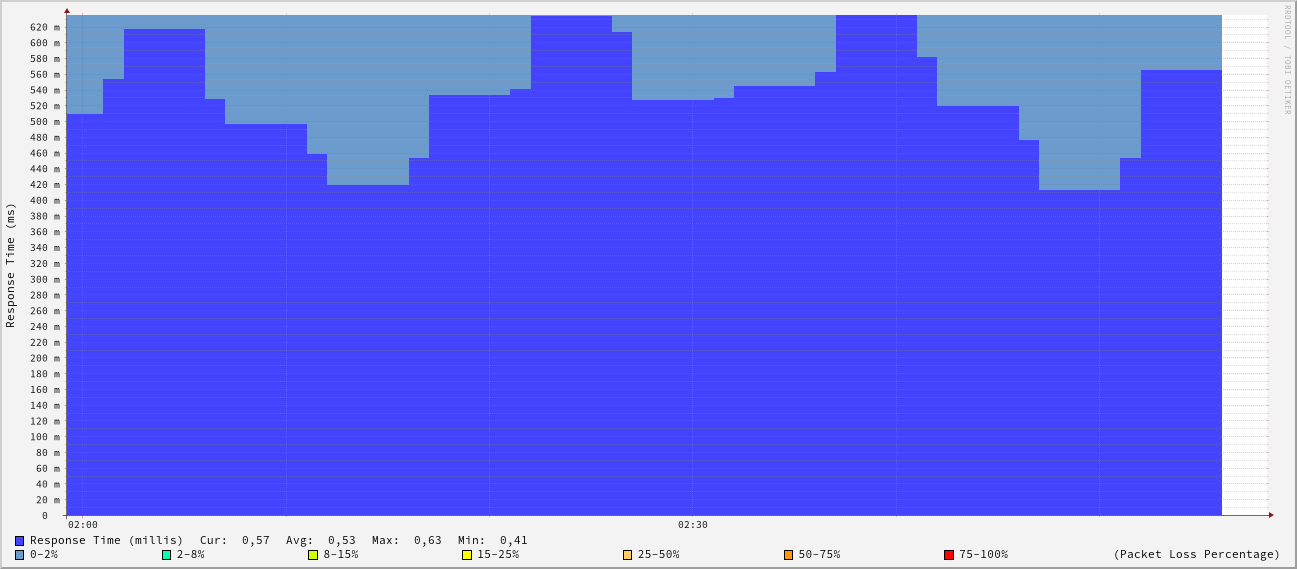 RRDTOOL / TOBI OETIKER
Response Time (ms)
620 m
600 m
580 m
560 m
540 m
520 m
500 m
480 m
460 m
440 m
420 m
400 m
380 m
360 m
340 m
320 m
300 m
280 m
260 m
240 m
220 m
200 m
180 m
160 m
140 m
120 m
100 m
80 m
60 m
40 m
20 m
0
02:00 02:30
Response Time (millis) Cur: 0,57 Avg: 0,53 Max: 0,63 Min: 0,41
0-2% 2-8% 8-15% 15-25% 25-50% 50-75% 75-100% (Packet Loss Percentage)